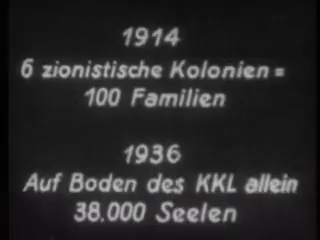 1914
6 zionistische Kolonien =
100 Familien
1936
Auf Boden des KKL allein
38.000 Seelen